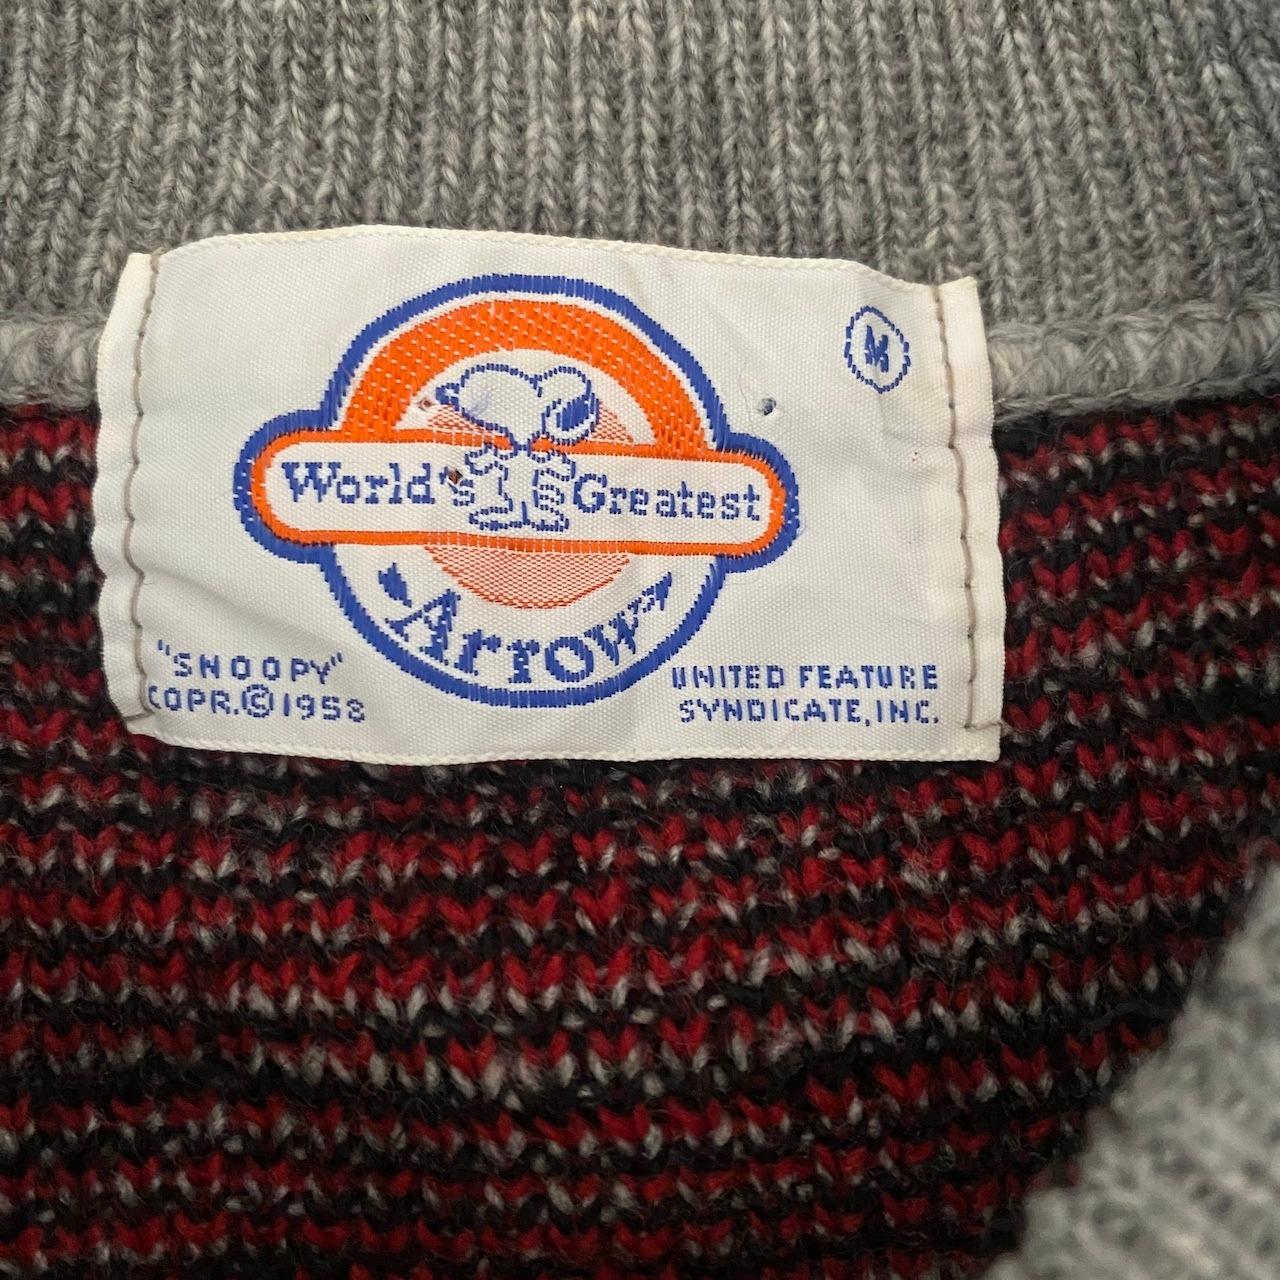 M
World's Greatest
"Arrow"
"SNOOPY"
COPR.©1958
UNITED FEATURE
SYNDICATE, INC.